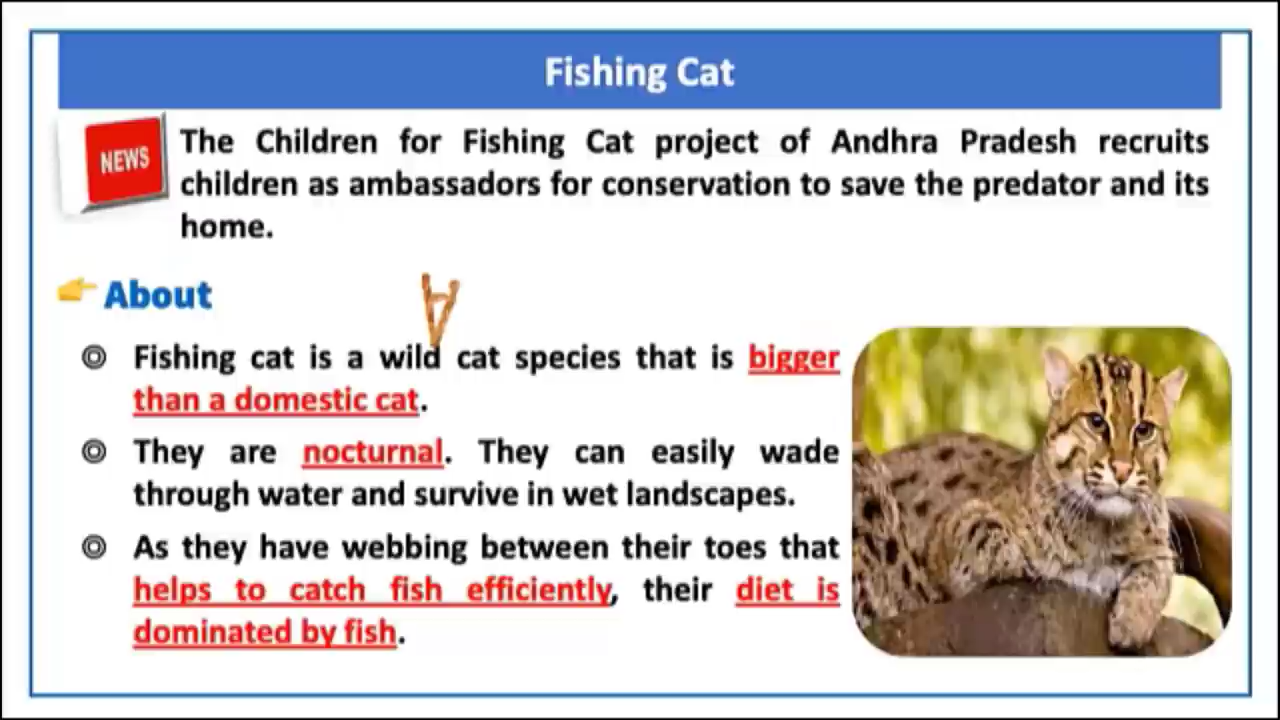 Fishing Cat
NEWS
The Children for Fishing Cat project of Andhra Pradesh recruits
children as ambassadors for conservation to save the predator and its
home.
About
Fishing cat is a wild cat species that is bigger
than a domestic cat.
They are nocturnal. They can easily wade
through water and survive in wet landscapes.
As they have webbing between their toes that
helps to catch fish efficiently, their diet is
dominated by fish.